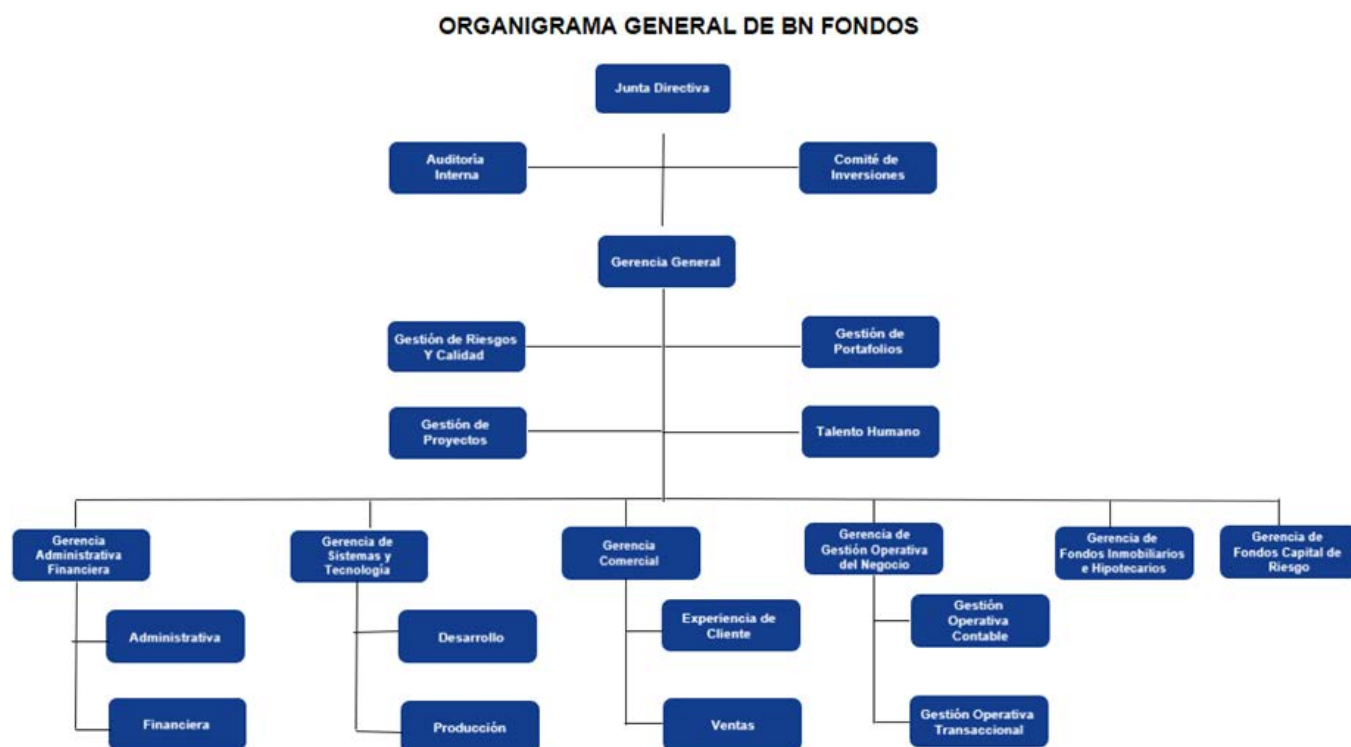 ORGANIGRAMA GENERAL DE BN FONDOS
Junta Directiva
Auditoría
Interna
Comité de
Inversiones
Gerencia General
Gestión de Riesgos
Y Calidad
Gestión de
Portafolios
Gestión de
Proyectos
Talento Humano
Gerencia
Administrativa
Financiera
Gerencia de
Sistemas y
Tecnología
Gerencia
Comercial
Gerencia de
Gestión Operativa
del Negocio
Gerencia de
Fondos Inmobiliarios
e Hipotecarios
Gerencia de
Fondos Capital de
Riesgo
Administrativa
Desarrollo
Experiencia de
Cliente
Gestión
Operativa
Contable
Financiera
Producción
Ventas
Gestión Operativa
Transaccional